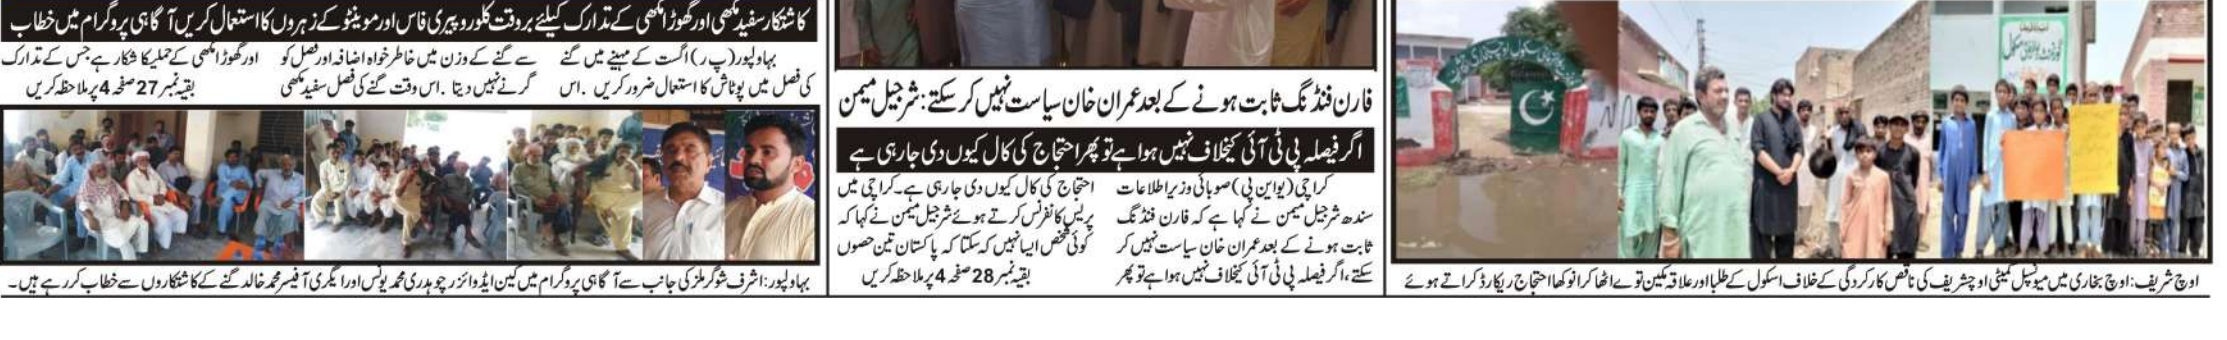 اوچ شریف: اوچ بخاری میں میونسپل کمیٹی اوچشریف کی ناقص کارکردگی کے خلاف اسکول کے طلبا اور علاقہ مکین توے اٹھا کر انوکھا احتجاج ریکارڈ کراتے ہوئے
فارن فنڈنگ ثابت ہونے کے بعد عمران خان سیاست نہیں کر سکتے: شرجیل میمن
اگر فیصلہ پی ٹی آئی کیخلاف نہیں ہوا ہے تو پھر احتجاج کی کال کیوں دی جا رہی ہے
کراچی (یو این پی) صوبائی وزیر اطلاعات
سندھ شرجیل میمن نے کہا ہے کہ فارن فنڈنگ
ثابت ہونے کے بعد عمران خان سیاست نہیں کر
سکتے، اگر فیصلہ پی ٹی آئی کیخلاف نہیں ہوا ہے تو پھر
احتجاج کی کال کیوں دی جا رہی ہے۔ کراچی میں
پریس کانفرنس کرتے ہوئے شرجیل میمن نے کہا کہ
کوئی شخص ایسا نہیں کہ سکتا کہ پاکستان تین حصوں
بقیہ نمبر 28 صفحہ 4 پر ملاحظہ کریں
کاشتکار سفید مکھی اور گھوڑا مکھی کے تدارک کیلئے بروقت کلوروپیری فاس اور موینٹو کے زہروں کا استعمال کریں آگاہی پروگرام میں خطاب
بہاولپور (پ ر) اگست کے مہینے میں گنے
کی فصل میں پوٹاش کا استعمال ضرور کریں . اس
سے گنے کے وزن میں خاطر خواہ اضافہ اور فصل کو
گرنے نہیں دیتا . اس وقت گنے کی فصل سفید مکھی
اور گھوڑا مکھی کے حملیکا شکار ہے جس کے تدارک
بقیہ نمبر 27 صفحہ 4 پر ملاحظہ کریں
بہاولپور: اشرف شوگر ملز کی جانب سے آگاہی پروگرام میں کین ایڈوائزر چوہدری محمد یونس اور ایگری آفیسر محمد خالد گنے کے کاشتکاروں سے خطاب کر رہے ہیں۔